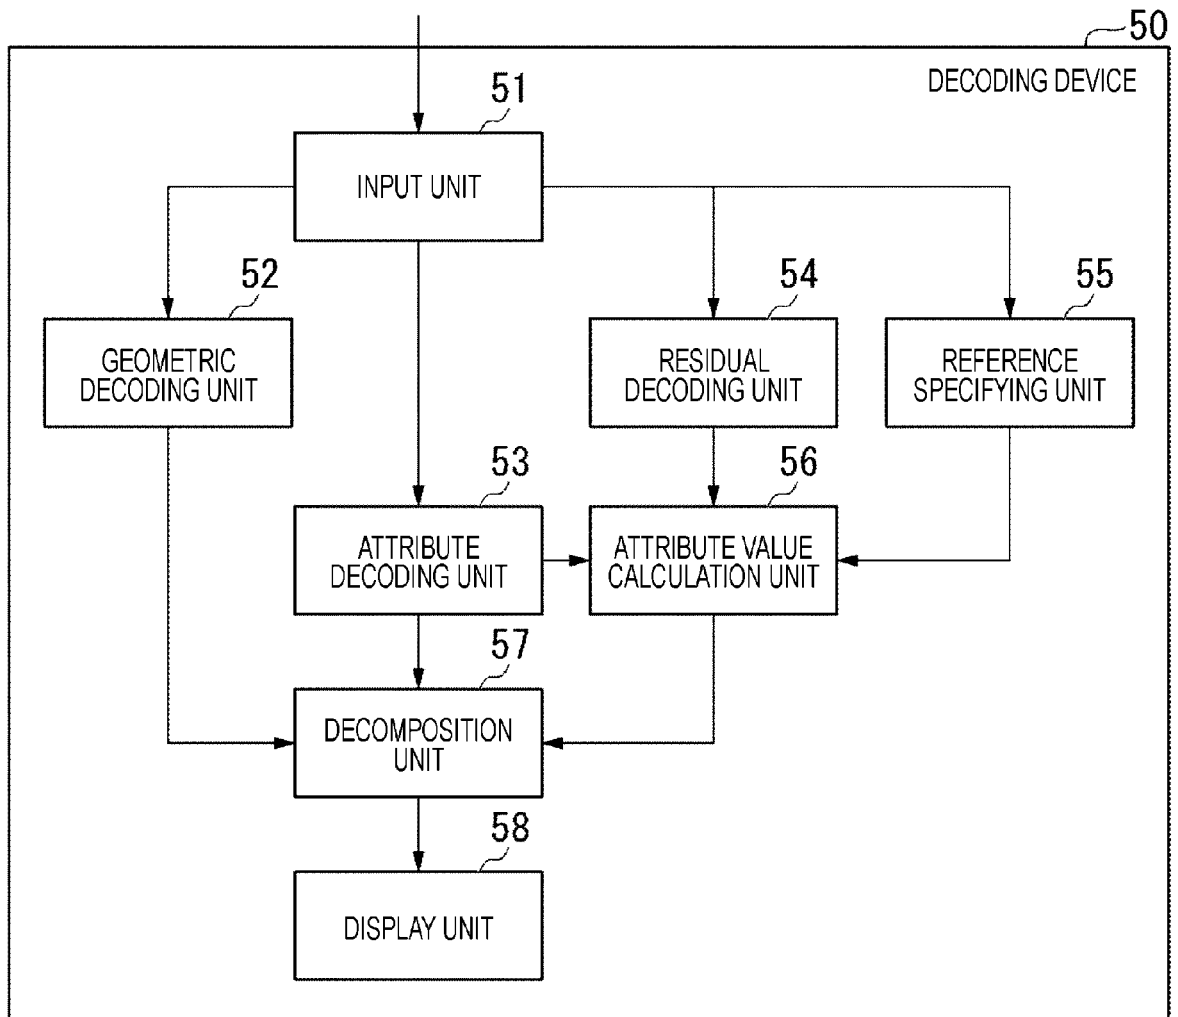 50
DECODING DEVICE
51
INPUT UNIT
52
GEOMETRIC
DECODING UNIT
54
RESIDUAL
DECODING UNIT
55
REFERENCE
SPECIFYING UNIT
53
ATTRIBUTE
DECODING UNIT
56
ATTRIBUTE VALUE
CALCULATION UNIT
57
DECOMPOSITION
UNIT
58
DISPLAY UNIT